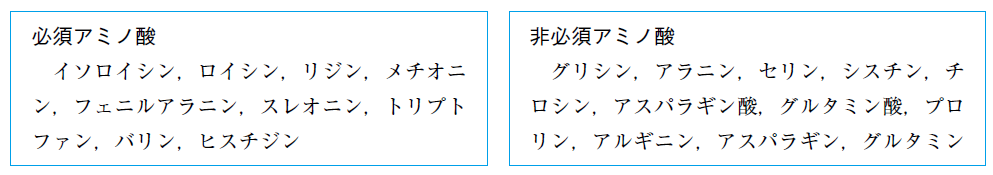 必須アミノ酸
イソロイシン，ロイシン，リジン，メチオニ
ン，フェニルアラニン，スレオニン，トリプト
ファン，バリン，ヒスチジン
非必須アミノ酸
グリシン，アラニン，セリン，シスチン，チ
ロシン，アスパラギン酸，グルタミン酸，プロ
リン，アルギニン，アスパラギン，グルタミン